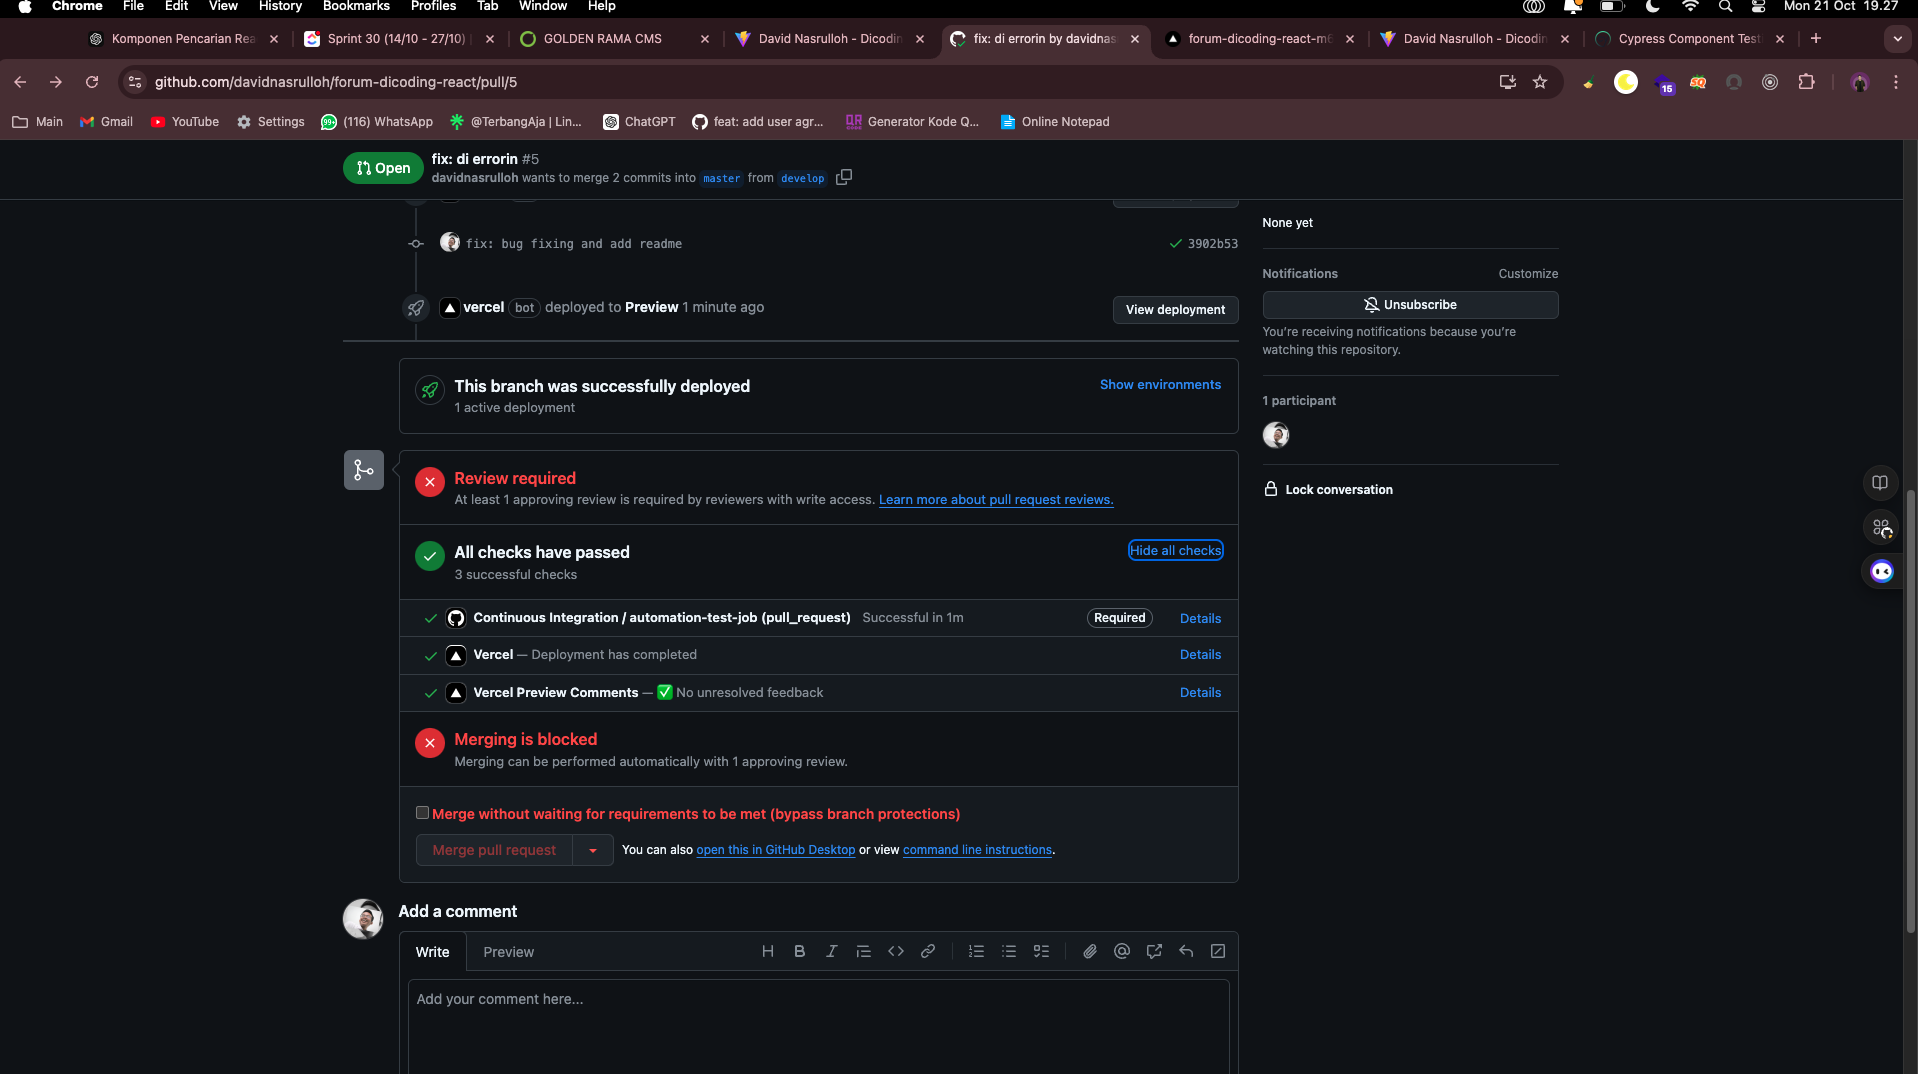 Chrome File Edit View History Bookmarks Profiles Tab Window Help Mon 21 Oct 19.27
Komponen Pencarian Rea Sprint 30 (14/10 - 27/10) GOLDEN RAMA CMS David Nasrulloh - Dicodin fix: di errorin by davidnas forum-dicoding-react-m David Nasrulloh - Dicodin Cypress Component Test
github.com/davidnasrulloh/forum-dicoding-react/pull/5 15
Main Gmail YouTube Settings 99+ (116) WhatsApp @TerbangAja | Lin... ChatGPT feat: add user agr... Generator Kode Q... Online Notepad
Open fix: di errorin #5
davidnasrulloh wants to merge 2 commits into master from develop
None yet
fix: bug fixing and add readme 3902b53
Notifications Customize
Unsubscribe
You're receiving notifications because you're
watching this repository.
vercel bot deployed to Preview 1 minute ago View deployment
This branch was successfully deployed Show environments
1 active deployment
1 participant
Review required
At least 1 approving review is required by reviewers with write access. Learn more about pull request reviews.
Lock conversation
All checks have passed Hide all checks
3 successful checks
Continuous Integration / automation-test-job (pull_request) Successful in 1m Required Details
Vercel — Deployment has completed Details
Vercel Preview Comments — ✅ No unresolved feedback Details
Merging is blocked
Merging can be performed automatically with 1 approving review.
Merge without waiting for requirements to be met (bypass branch protections)
Merge pull request You can also open this in GitHub Desktop or view command line instructions.
Add a comment
Write Preview
Add your comment here...